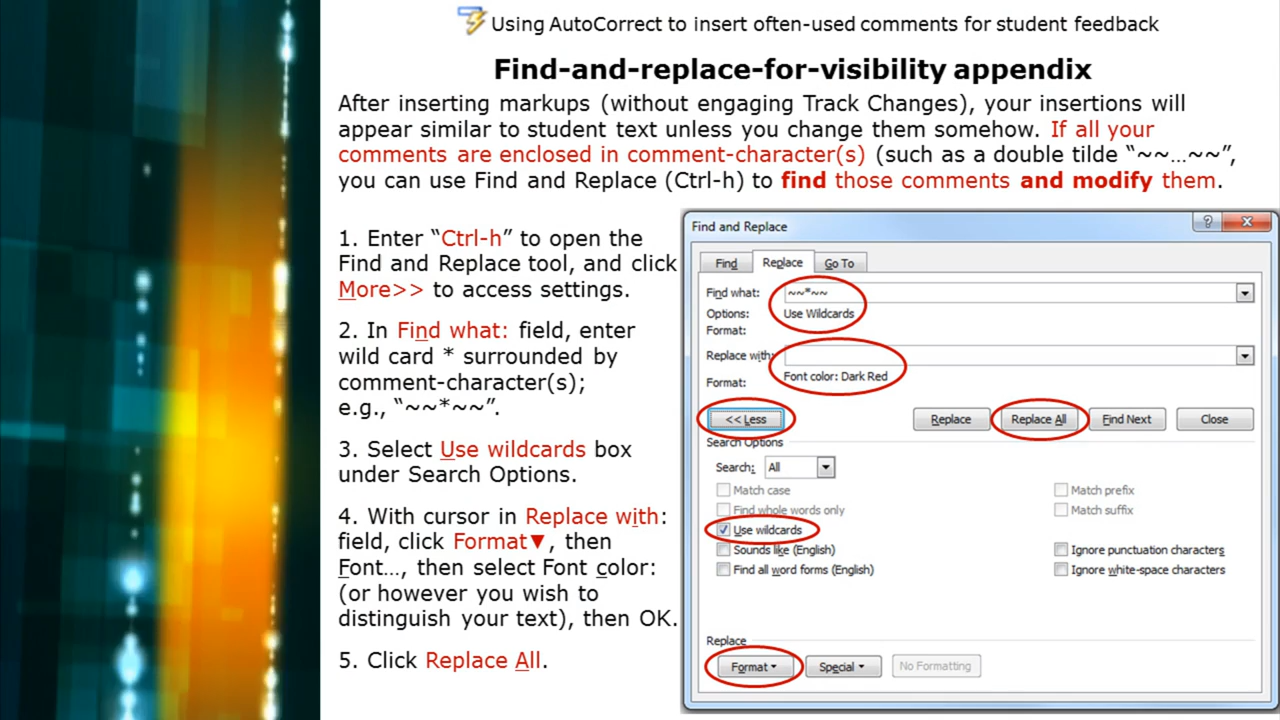 Using AutoCorrect to insert often-used comments for student feedback
Find-and-replace-for-visibility appendix
After inserting markups (without engaging Track Changes), your insertions will
appear similar to student text unless you change them somehow. If all your
comments are enclosed in comment-character(s) (such as a double tilde “~~...~~”,
you can use Find and Replace (Ctrl-h) to find those comments and modify them.
1. Enter “Ctrl-h” to open the
Find and Replace tool, and click
More>> to access settings.
2. In Find what: field, enter
wild card * surrounded by
comment-character(s);
e.g., “~~*~~”.
3. Select Use wildcards box
under Search Options.
4. With cursor in Replace with:
field, click Format▼, then
Font…, then select Font color:
(or however you wish to
distinguish your text), then OK.
5. Click Replace All.
Find and Replace
Find Replace Go To
Find what: ~~*~~
Options: Use Wildcards
Format:
Replace with:
Format: Font color: Dark Red
<< Less Replace Replace All Find Next Close
Search Options
Search: All
Match case Match prefix
Find whole words only Match suffix
Use wildcards
Sounds like (English) Ignore punctuation characters
Find all word forms (English) Ignore white-space characters
Replace
Format Special No Formatting